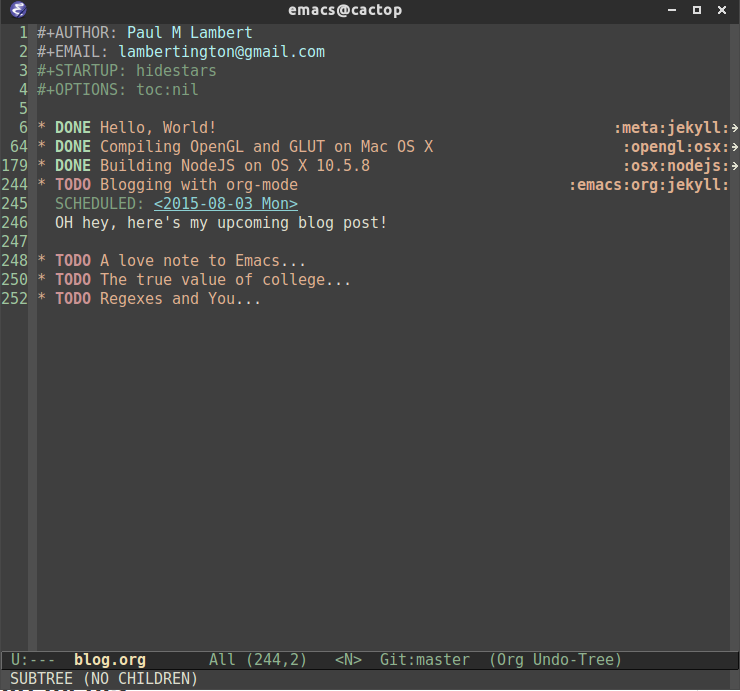 emacs@cactop
1 #+AUTHOR: Paul M Lambert
2 #+EMAIL: lambertington@gmail.com
3 #+STARTUP: hidestars
4 #+OPTIONS: toc:nil
5
6 * DONE Hello, World! :meta:jekyll:
64 * DONE Compiling OpenGL and GLUT on Mac OS X :opengl:osx:
179 * DONE Building NodeJS on OS X 10.5.8 :osx:nodejs:
244 * TODO Blogging with org-mode :emacs:org:jekyll:
245 SCHEDULED: <2015-08-03 Mon>
246 OH hey, here's my upcoming blog post!
247
248 * TODO A love note to Emacs...
250 * TODO The true value of college...
252 * TODO Regexes and You...
U:--- blog.org All (244,2) <N> Git:master (Org Undo-Tree)
SUBTREE (NO CHILDREN)